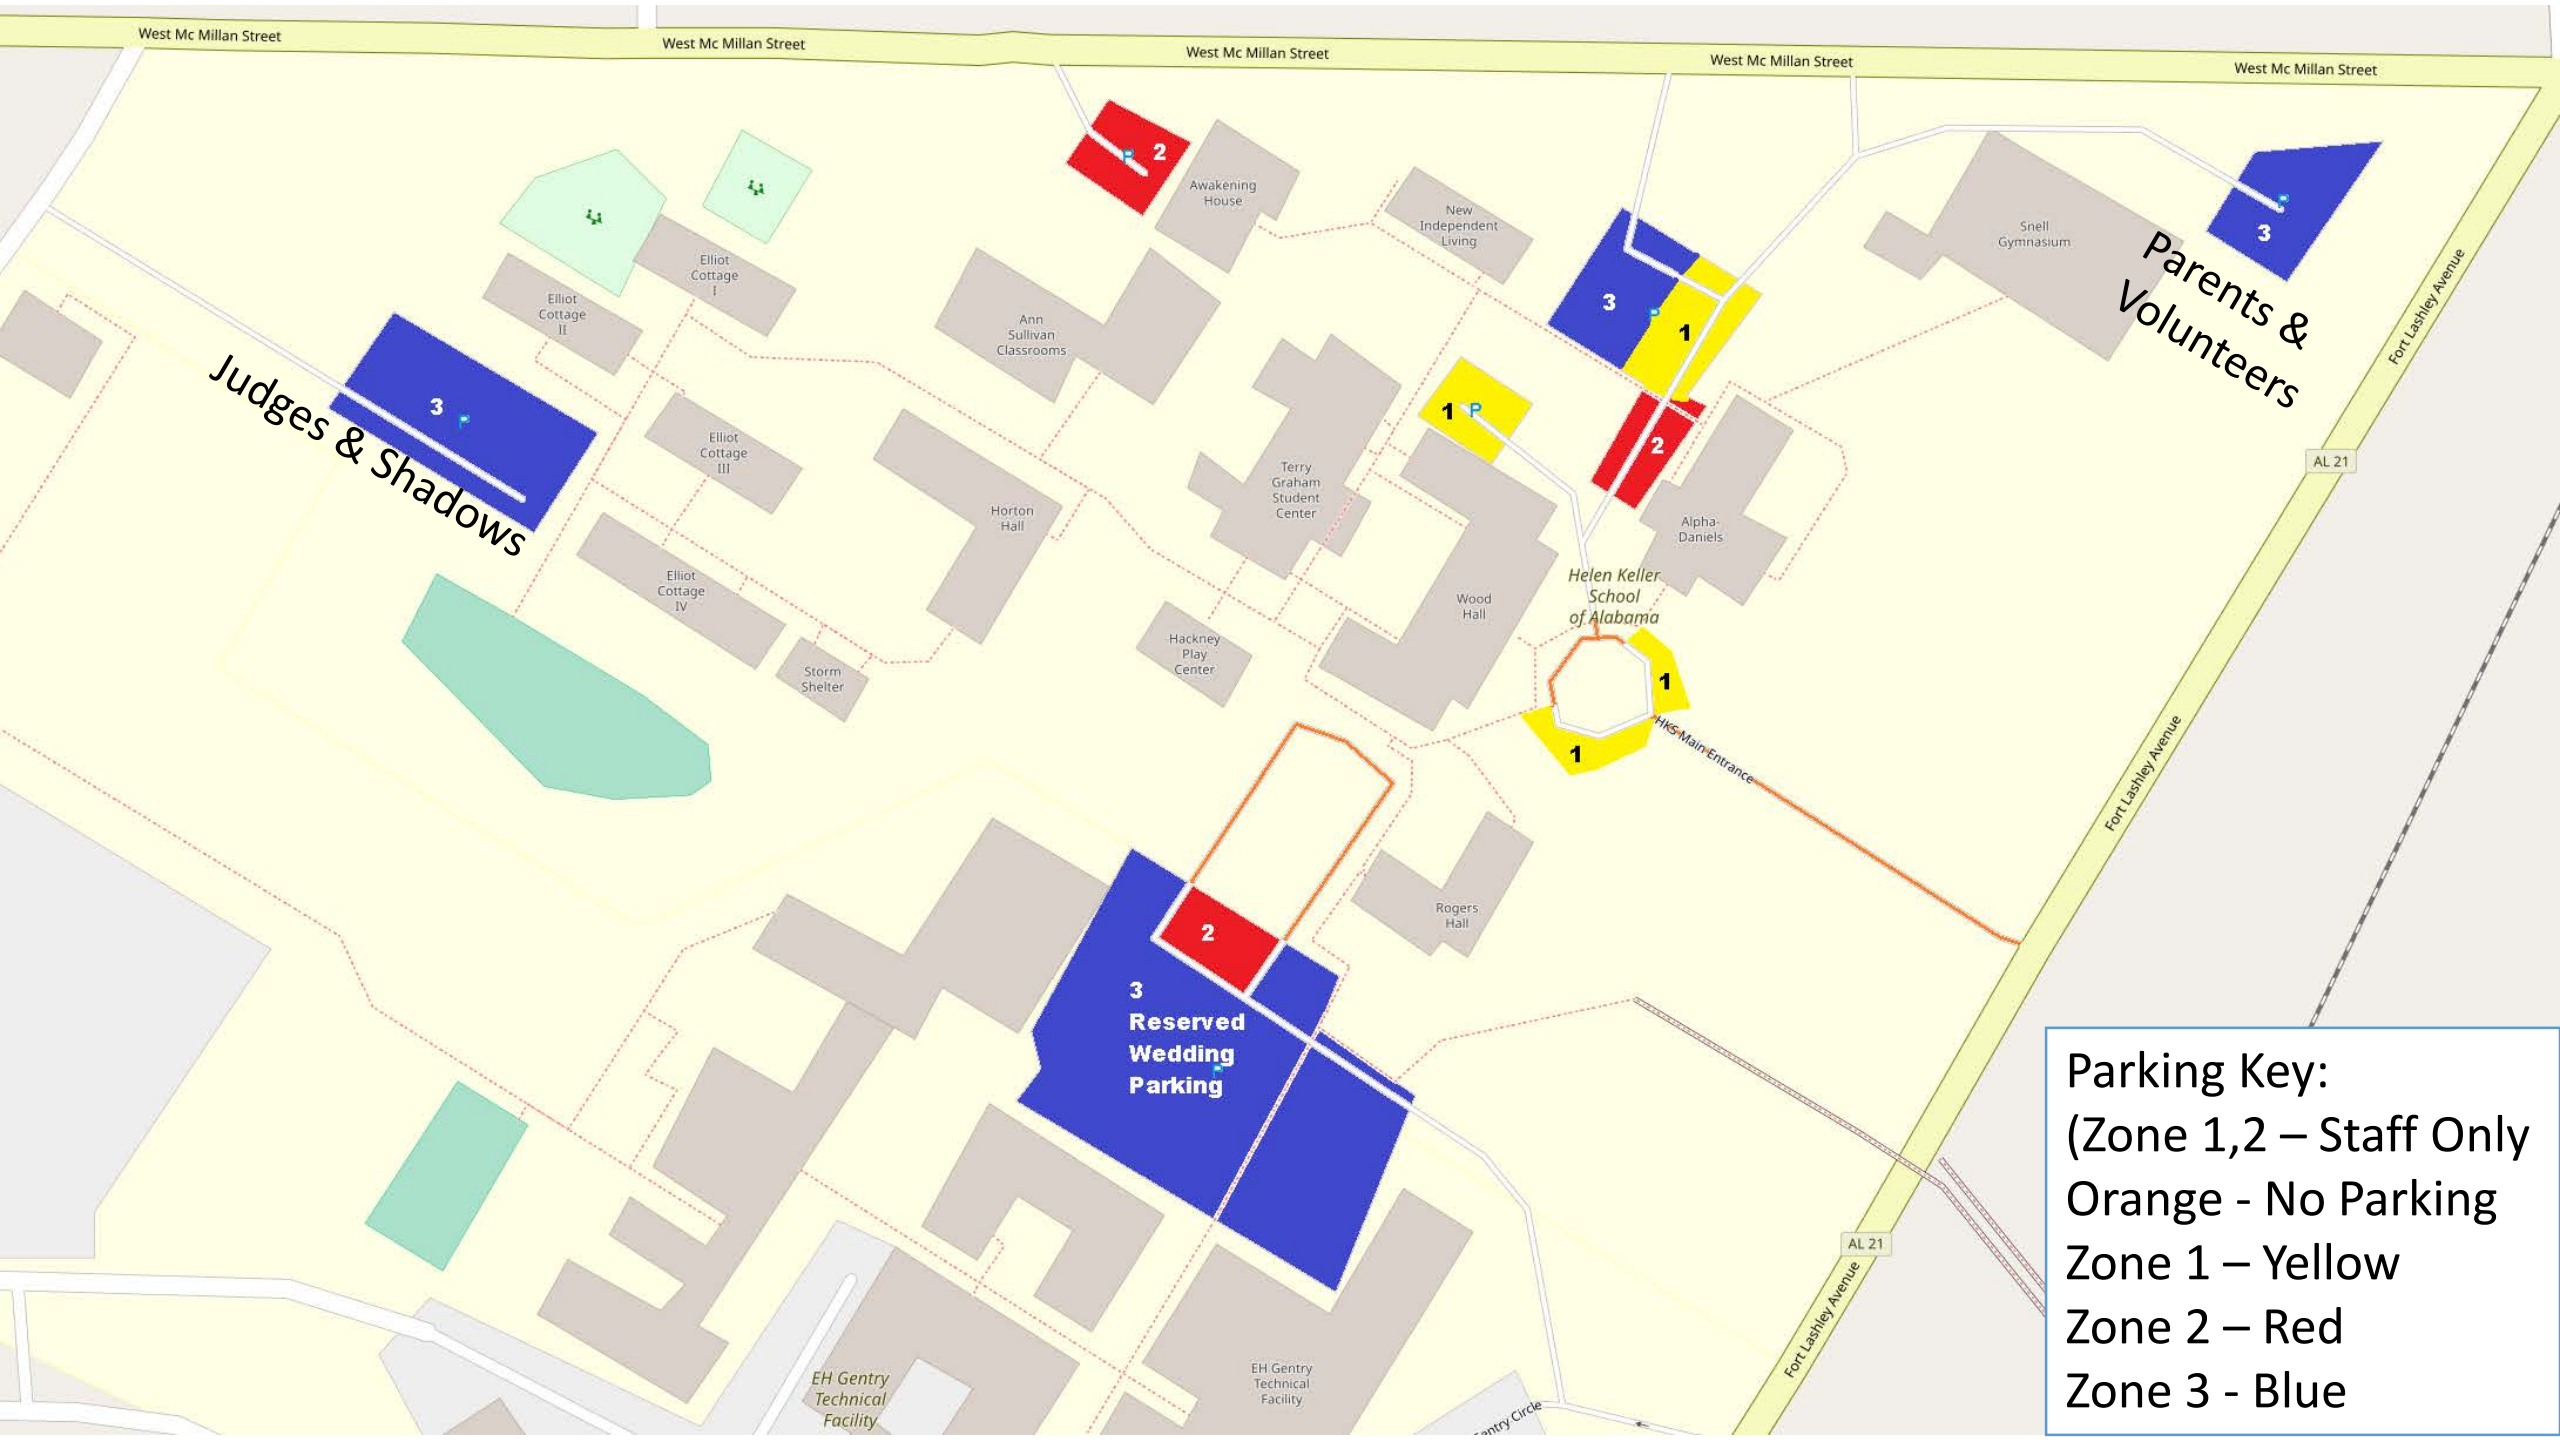 West Mc Millan Street
West Mc Millan Street
West Mc Millan Street
West Mc Millan Street
West Mc Millan Street
P
2
Awakening
House
New
Independent
Living
Snell
Gymnasium
P
3
Parents &
Volunteers
Elliot
Cottage
I
Elliot
Cottage
II
Ann
Sullivan
Classrooms
3
P
1
Fort Lashley Avenue
3
P
Judges & Shadows
1
P
2
Elliot
Cottage
III
Terry
Graham
Student
Center
AL 21
Horton
Hall
Alpha-
Daniels
Elliot
Cottage
IV
Wood
Hall
Helen Keller
School
of Alabama
Hackney
Play
Center
Storm
Shelter
1
1
HKS Main Entrance
Fort Lashley Avenue
Rogers
Hall
2
3
Reserved
Wedding
Parking
P
AL 21
Fort Lashley Avenue
EH Gentry
Technical
Facility
EH Gentry
Technical
Facility
entry Circle
Parking Key:
(Zone 1,2 – Staff Only
Orange - No Parking
Zone 1 – Yellow
Zone 2 – Red
Zone 3 - Blue